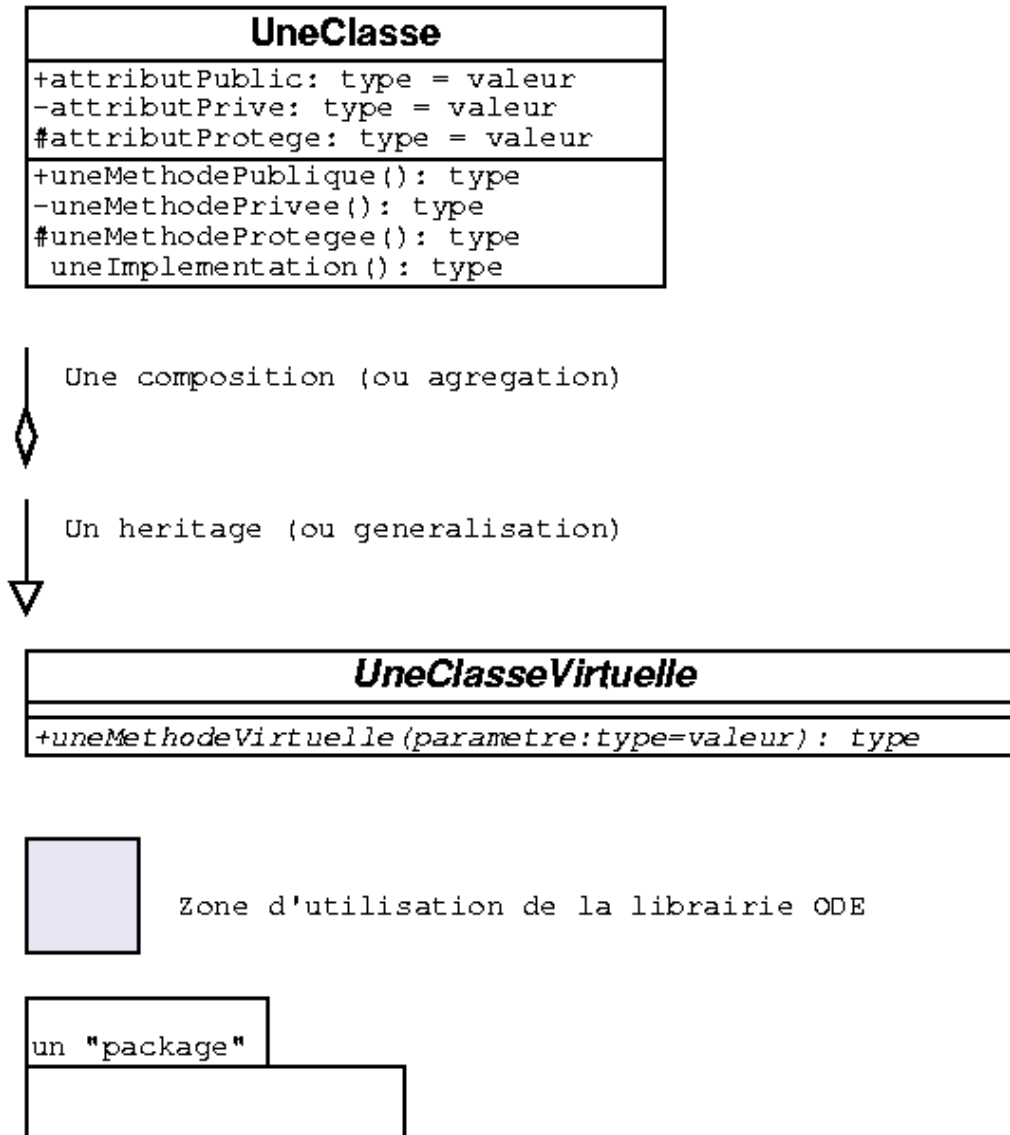 UneClasse
+attributPublic: type = valeur
-attributPrive: type = valeur
#attributProtege: type = valeur
+uneMethodePublique(): type
-uneMethodePrivee(): type
#uneMethodeProtegee(): type
uneImplementation(): type
Une composition (ou agregation)
Un heritage (ou generalisation)
UneClasseVirtuelle
+uneMethodeVirtuelle(parametre:type=valeur): type
Zone d'utilisation de la librairie ODE
un "package"